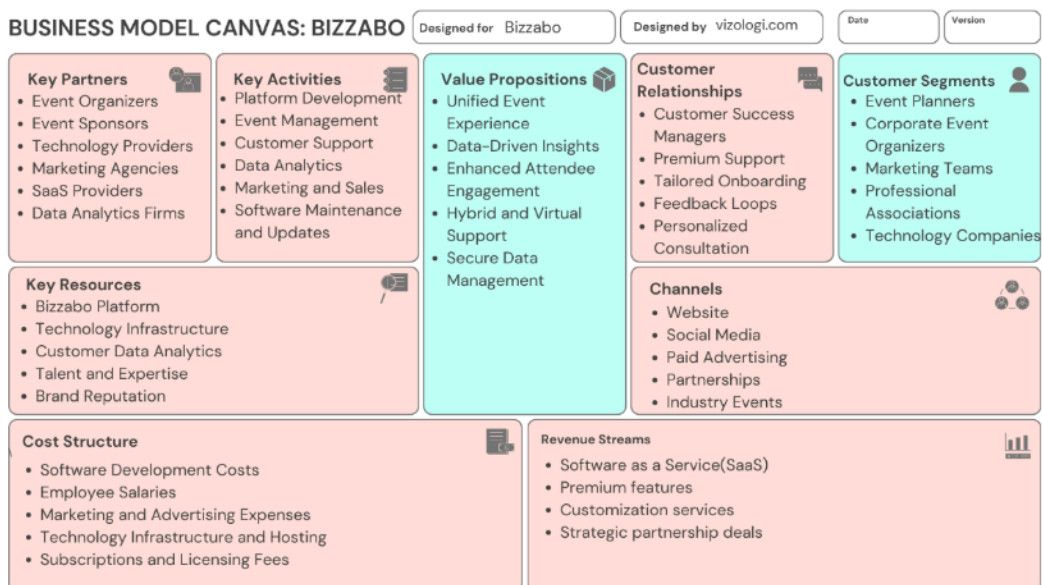 BUSINESS MODEL CANVAS: BIZZABO
Designed for Bizzabo
Designed by vizologi.com
Date
Version
Key Partners
• Event Organizers
• Event Sponsors
• Technology Providers
• Marketing Agencies
• SaaS Providers
• Data Analytics Firms
Key Activities
• Platform Development
• Event Management
• Customer Support
• Data Analytics
• Marketing and Sales
• Software Maintenance
and Updates
Value Propositions
• Unified Event
Experience
• Data-Driven Insights
• Enhanced Attendee
Engagement
• Hybrid and Virtual
Support
• Secure Data
Management
Customer
Relationships
• Customer Success
Managers
• Premium Support
• Tailored Onboarding
• Feedback Loops
• Personalized
Consultation
Customer Segments
• Event Planners
• Corporate Event
Organizers
• Marketing Teams
• Professional
Associations
• Technology Companies
Key Resources
• Bizzabo Platform
• Technology Infrastructure
• Customer Data Analytics
• Talent and Expertise
• Brand Reputation
Channels
• Website
• Social Media
• Paid Advertising
• Partnerships
• Industry Events
Cost Structure
• Software Development Costs
• Employee Salaries
• Marketing and Advertising Expenses
• Technology Infrastructure and Hosting
• Subscriptions and Licensing Fees
Revenue Streams
• Software as a Service(SaaS)
• Premium features
• Customization services
• Strategic partnership deals